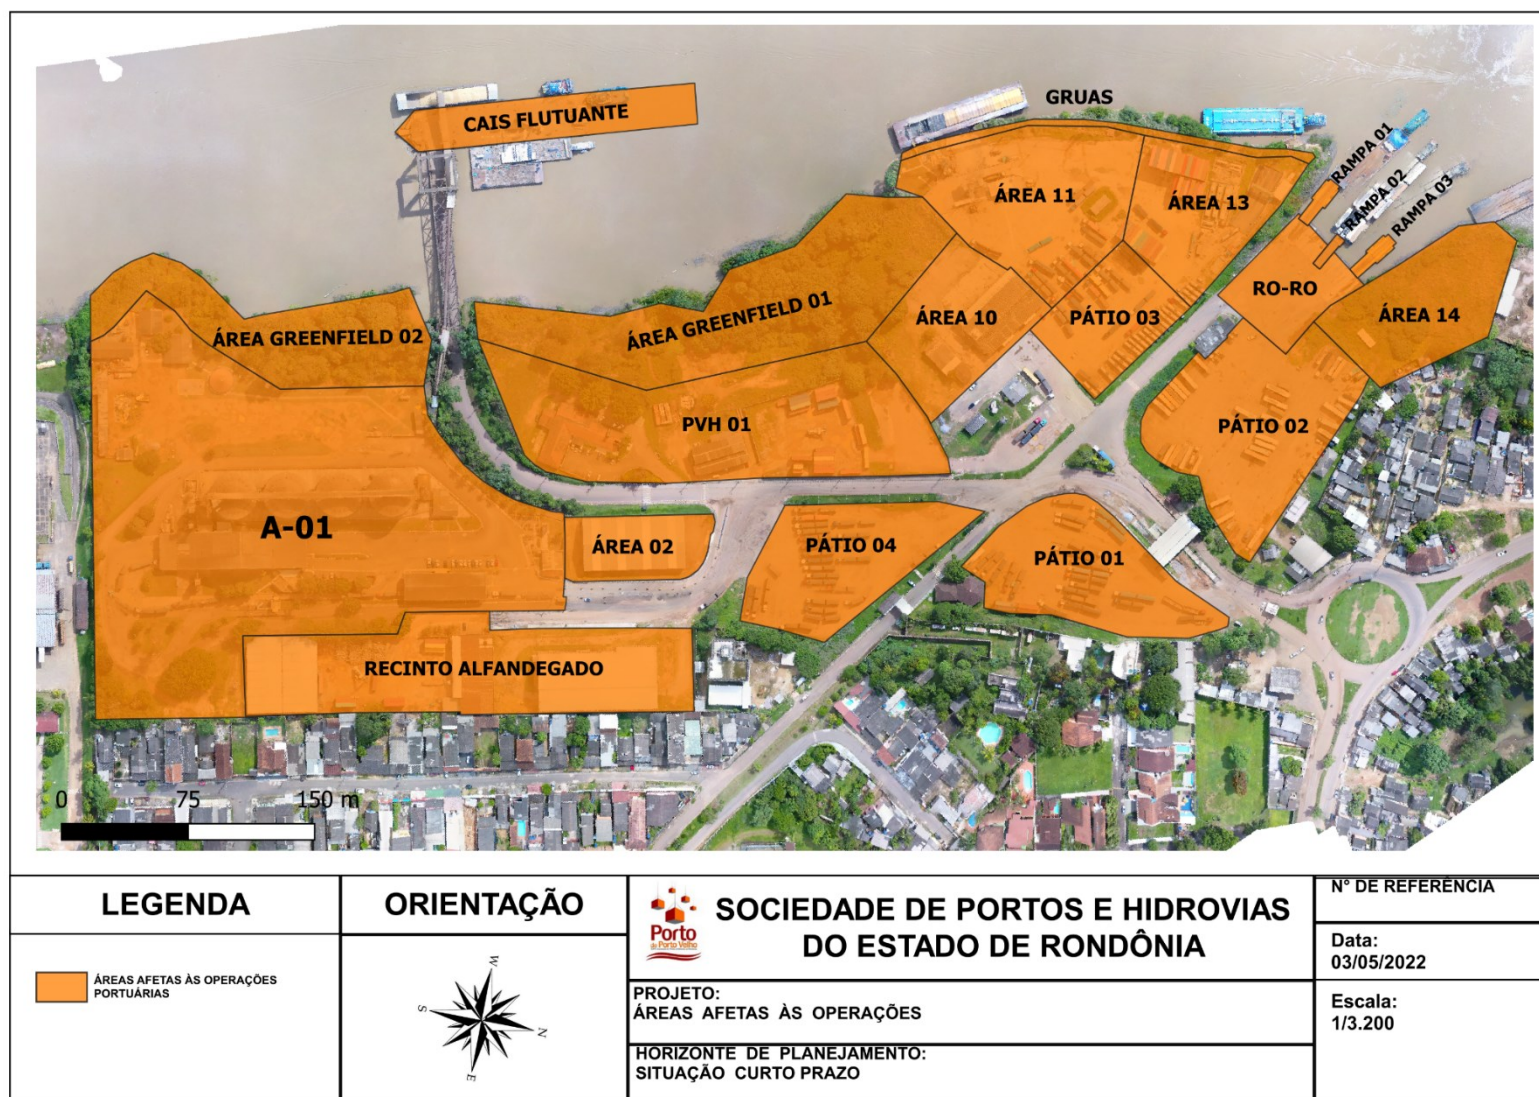 GRUAS
CAIS FLUTUANTE
RAMPA 01
RAMPA 02
RAMPA 03
ÁREA 11
ÁREA 13
RO-RO
ÁREA 14
ÁREA GREENFIELD 02
ÁREA GREENFIELD 01
ÁREA 10
PÁTIO 03
PVH 01
PÁTIO 02
A-01
ÁREA 02
PÁTIO 04
PÁTIO 01
RECINTO ALFANDEGADO
0 75 150 m
LEGENDA
ÁREAS AFETAS ÀS OPERAÇÕES
PORTUÁRIAS
ORIENTAÇÃO
W
S
N
E
Porto
de Porto Velho
SOCIEDADE DE PORTOS E HIDROVIAS
DO ESTADO DE RONDÔNIA
PROJETO:
ÁREAS AFETAS ÀS OPERAÇÕES
HORIZONTE DE PLANEJAMENTO:
SITUAÇÃO CURTO PRAZO
N° DE REFERÊNCIA
Data:
03/05/2022
Escala:
1/3.200